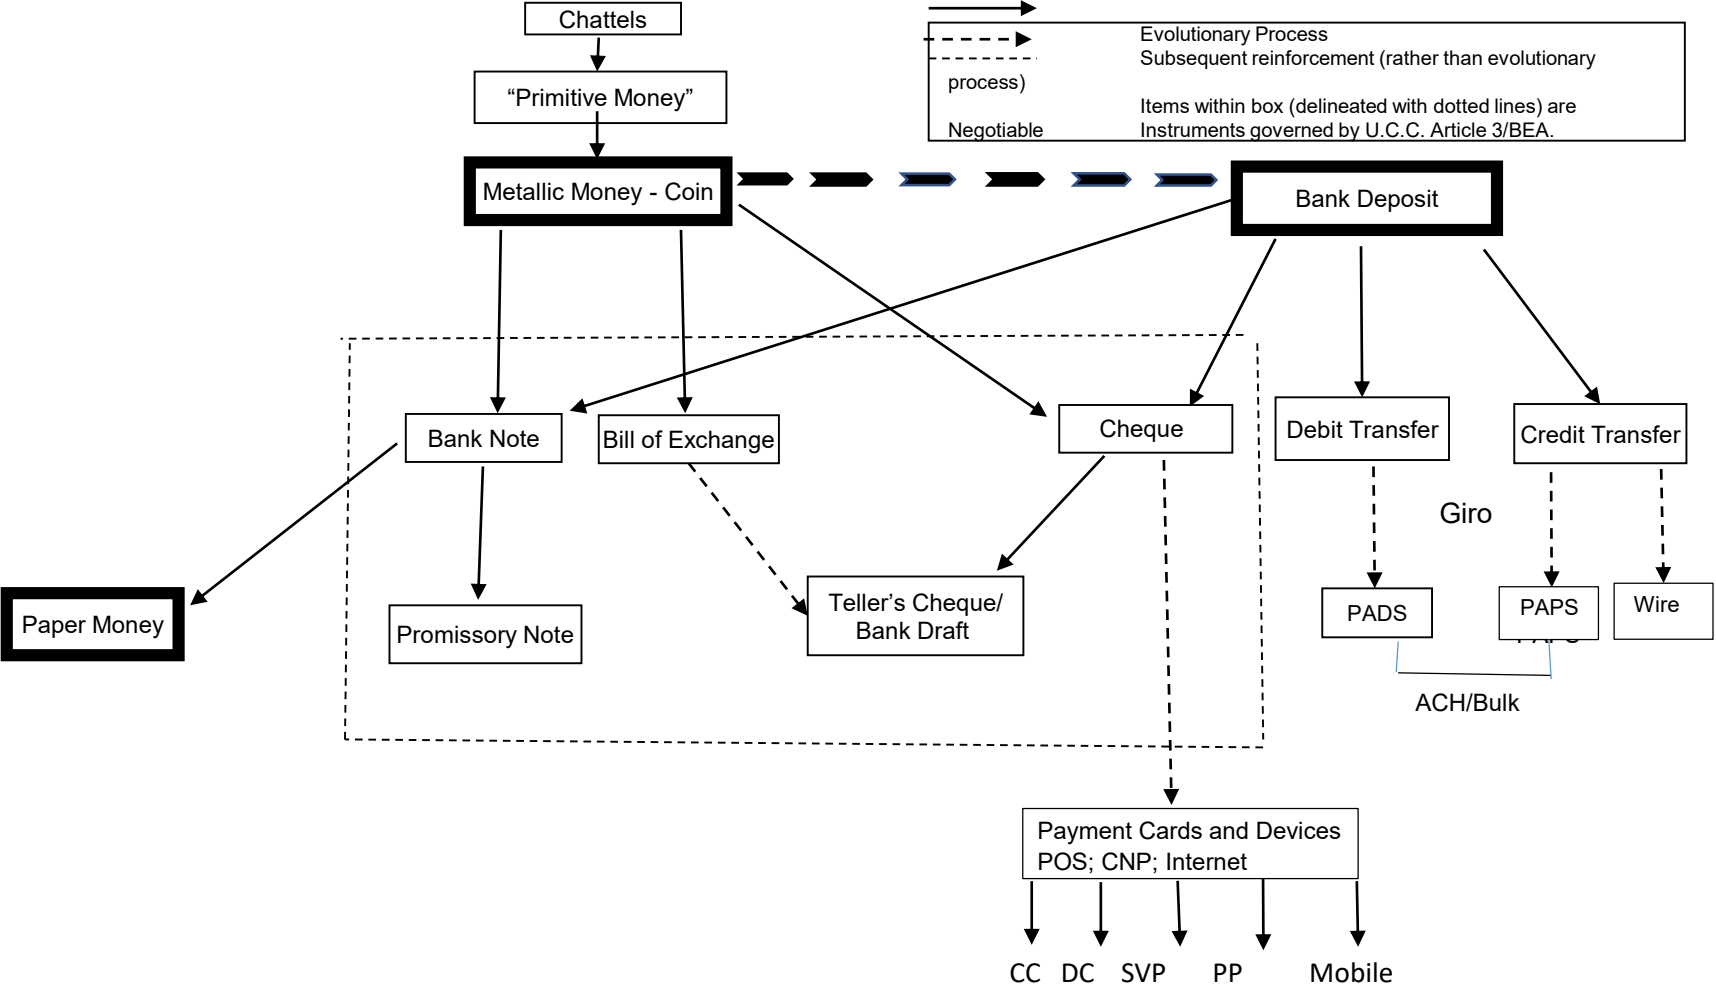 Chattels
“Primitive Money”
Evolutionary Process
Subsequent reinforcement (rather than evolutionary
process)
Items within box (delineated with dotted lines) are
Negotiable Instruments governed by U.C.C. Article 3/BEA.
Metallic Money - Coin
Bank Deposit
Bank Note
Bill of Exchange
Cheque
Debit Transfer
Credit Transfer
Giro
Paper Money
Promissory Note
Teller’s Cheque/
Bank Draft
PADS
PAPS
Wire
ACH/Bulk
Payment Cards and Devices
POS; CNP; Internet
CC DC SVP PP Mobile